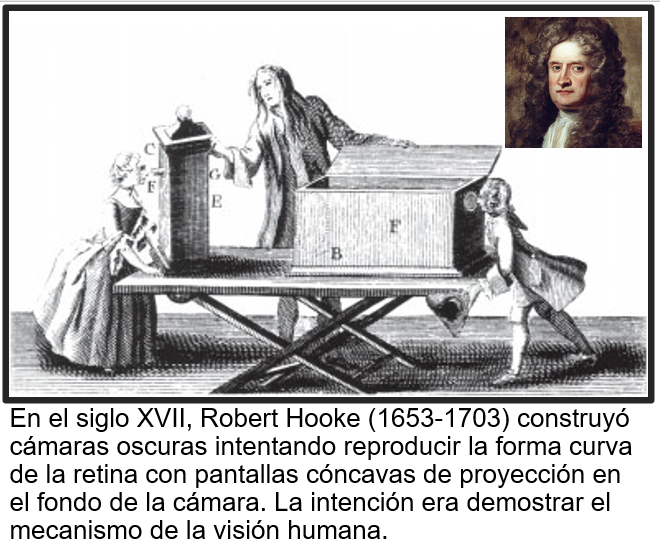 C
F
G
E
B
F
En el siglo XVII, Robert Hooke (1653-1703) construyó
cámaras oscuras intentando reproducir la forma curva
de la retina con pantallas cóncavas de proyección en
el fondo de la cámara. La intención era demostrar el
mecanismo de la visión humana.